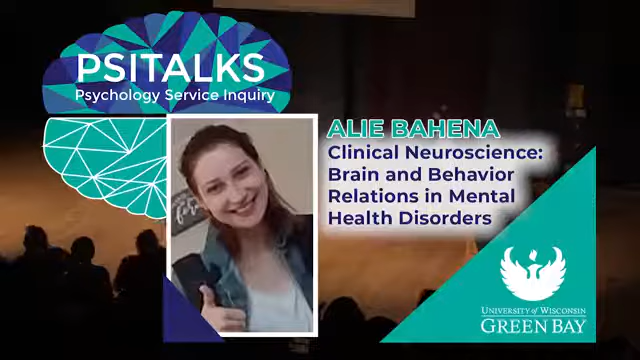 PSITALKS
Psychology Service Inquiry
ALIE BAHENA
Clinical Neuroscience:
Brain and Behavior
Relations in Mental
Health Disorders
UNIVERSITY of WISCONSIN
GREEN BAY